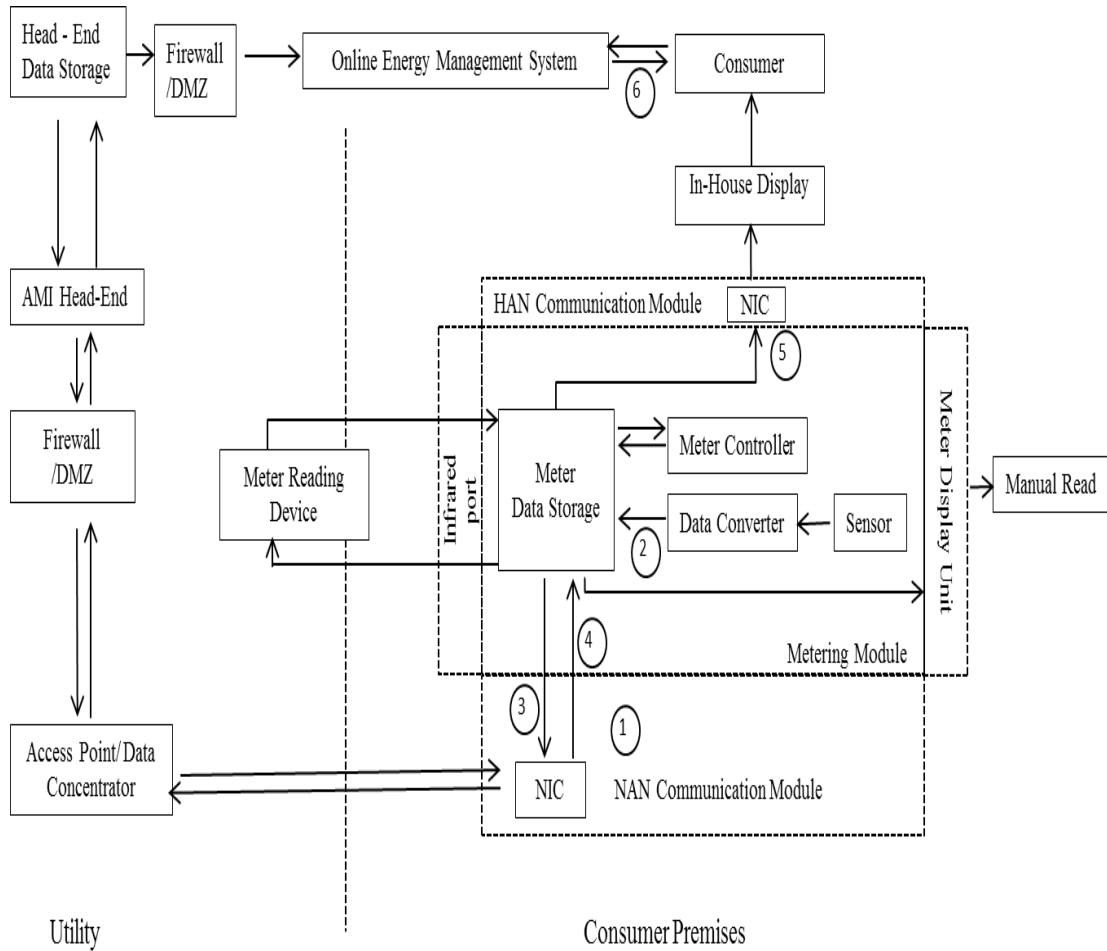 Head - End
Data Storage
Firewall
/DMZ
Online Energy Management System
Consumer
6
In-House Display
AMI Head-End
HAN Communication Module
NIC
5
Firewall
/DMZ
Meter Reading
Device
Infrared
port
Meter
Data Storage
Meter Controller
Data Converter
Sensor
2
Meter Display Unit
Manual Read
4
Metering Module
3
1
Access Point/Data
Concentrator
NIC
NAN Communication Module
Utility
Consumer Premises